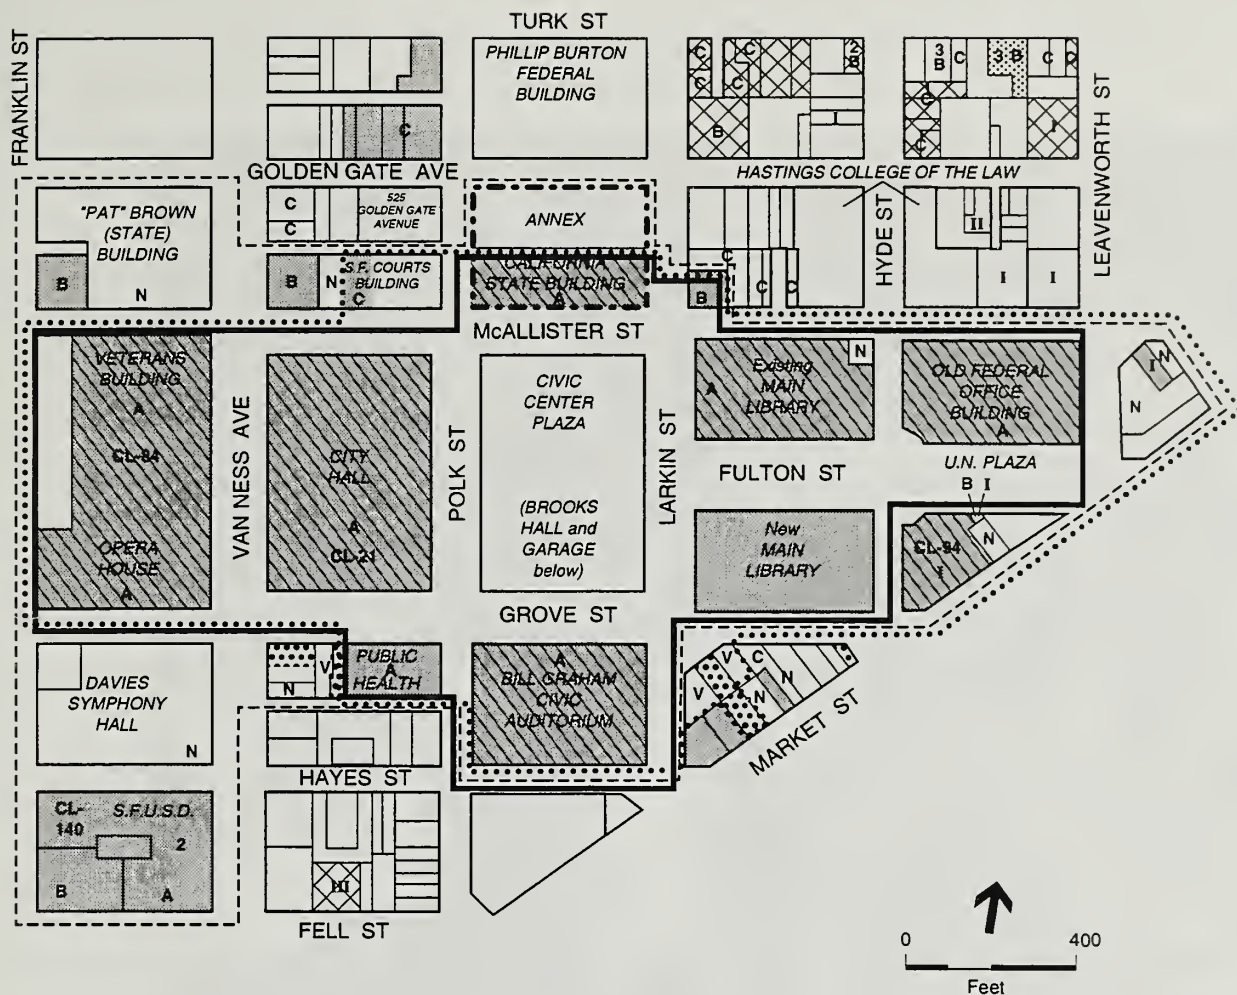 TURK ST
FRANKLIN ST
PHILLIP BURTON
FEDERAL
BUILDING
C
C
C
C
2
B
3
B
C
3 B
C
C
C
B
I
C
C
I
LEAVENWORTH ST
GOLDEN GATE AVE
HASTINGS COLLEGE OF THE LAW
"PAT" BROWN
(STATE)
BUILDING
B
N
C
C
525
GOLDEN GATE
AVENUE
ANNEX
B
N
S.F. COURTS
BUILDING
C
CALIFORNIA
STATE BUILDING
A
C
B
C
C
HYDE ST
II
I
I
McALLISTER ST
VETERANS
BUILDING
A
CL-84
OPERA
HOUSE
A
VAN NESS AVE
CITY
HALL
A
CL-21
POLK ST
CIVIC
CENTER
PLAZA
(BROOKS
HALL and
GARAGE
below)
LARKIN ST
Existing
MAIN
LIBRARY
A
N
OLD FEDERAL
OFFICE
BUILDING
A
I
N
N
FULTON ST
U.N. PLAZA
B I
N
New
MAIN
LIBRARY
CL-94
I
GROVE ST
DAVIES
SYMPHONY
HALL
N
V
N
PUBLIC
A
HEALTH
A
BILL GRAHAM
CIVIC
AUDITORIUM
V
V
C
N
N
MARKET ST
HAYES ST
CL-
140
S.F.U.S.D.
2
B
A
III
FELL ST
0
400
Feet